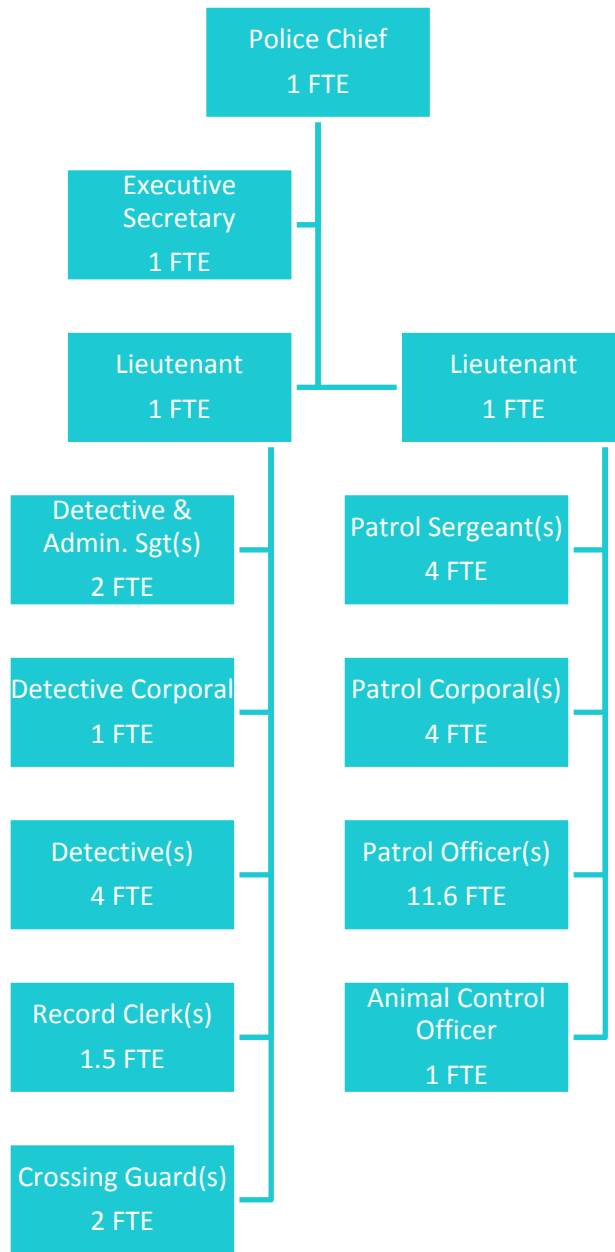 Police Chief
1 FTE
Executive
Secretary
1 FTE
Lieutenant
1 FTE
Lieutenant
1 FTE
Detective &
Admin. Sgt(s)
2 FTE
Detective Corporal
1 FTE
Detective(s)
4 FTE
Record Clerk(s)
1.5 FTE
Crossing Guard(s)
2 FTE
Patrol Sergeant(s)
4 FTE
Patrol Corporal(s)
4 FTE
Patrol Officer(s)
11.6 FTE
Animal Control
Officer
1 FTE